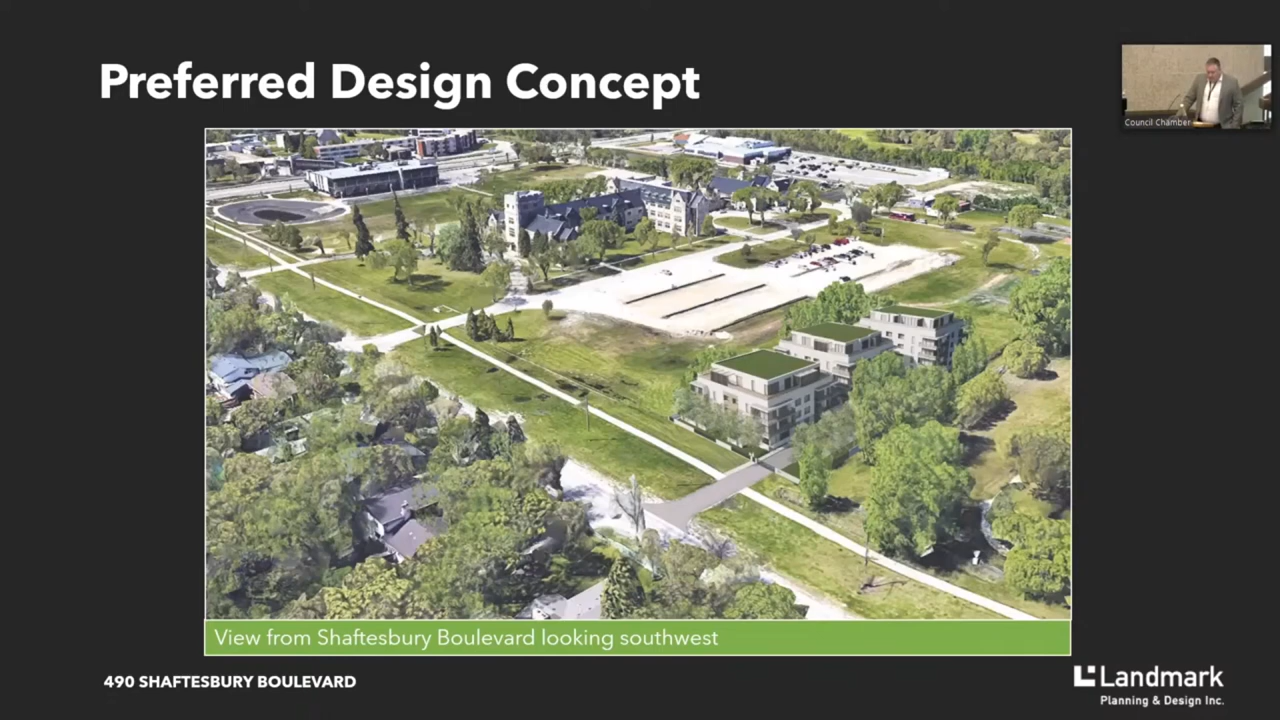 Preferred Design Concept
Council Chamber
View from Shaftesbury Boulevard looking southwest
490 SHAFTESBURY BOULEVARD
Landmark
Planning & Design Inc.